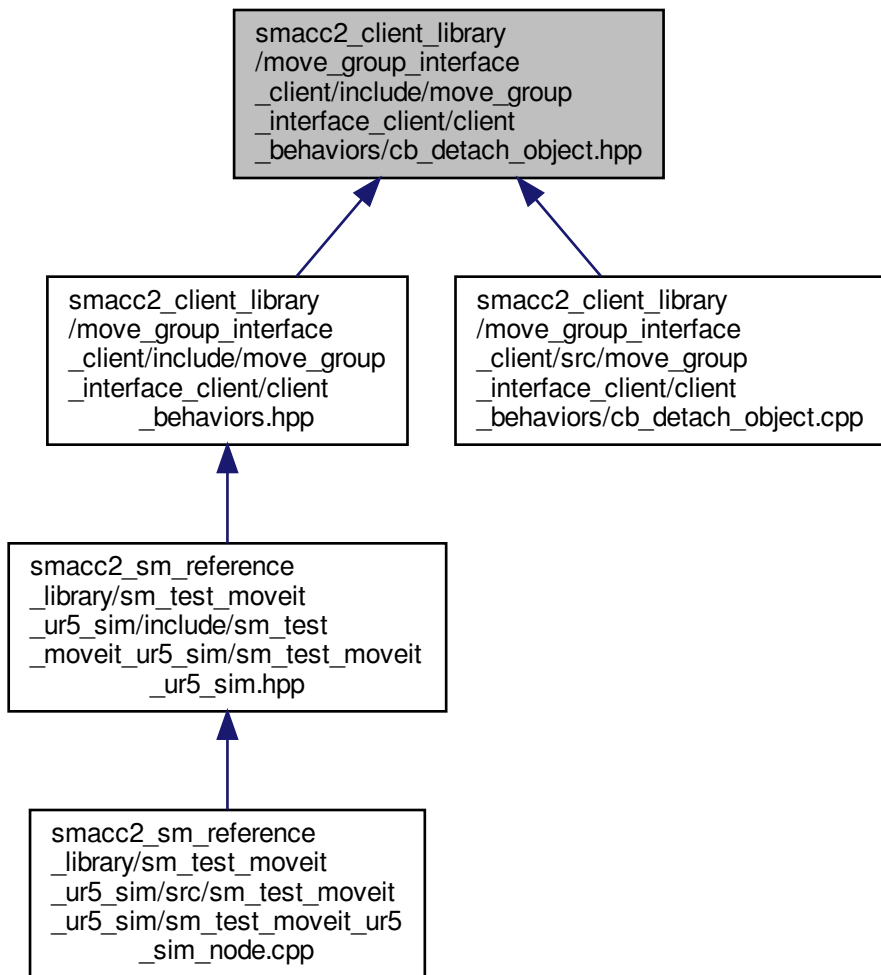 smacc2_client_library
/move_group_interface
_client/include/move_group
_interface_client/client
_behaviors/cb_detach_object.hpp
smacc2_client_library
/move_group_interface
_client/include/move_group
_interface_client/client
_behaviors.hpp
smacc2_client_library
/move_group_interface
_client/src/move_group
_interface_client/client
_behaviors/cb_detach_object.cpp
smacc2_sm_reference
_library/sm_test_moveit
_ur5_sim/include/sm_test
_moveit_ur5_sim/sm_test_moveit
_ur5_sim.hpp
smacc2_sm_reference
_library/sm_test_moveit
_ur5_sim/src/sm_test_moveit
_ur5_sim/sm_test_moveit_ur5
_sim_node.cpp